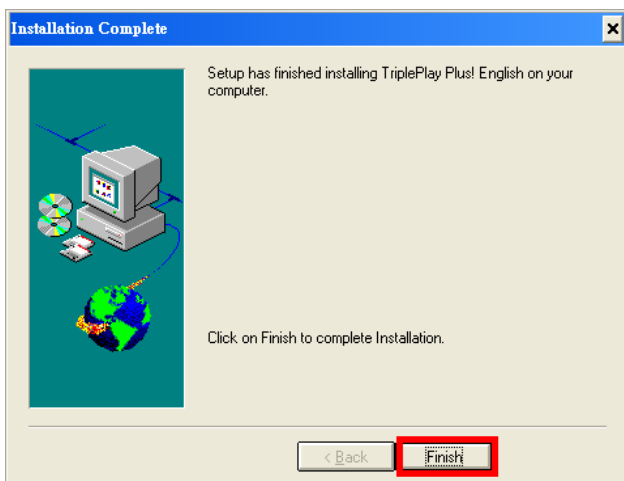 Installation Complete
Setup has finished installing TriplePlay Plus! English on your
computer.
Click on Finish to complete Installation.
< Back
Finish